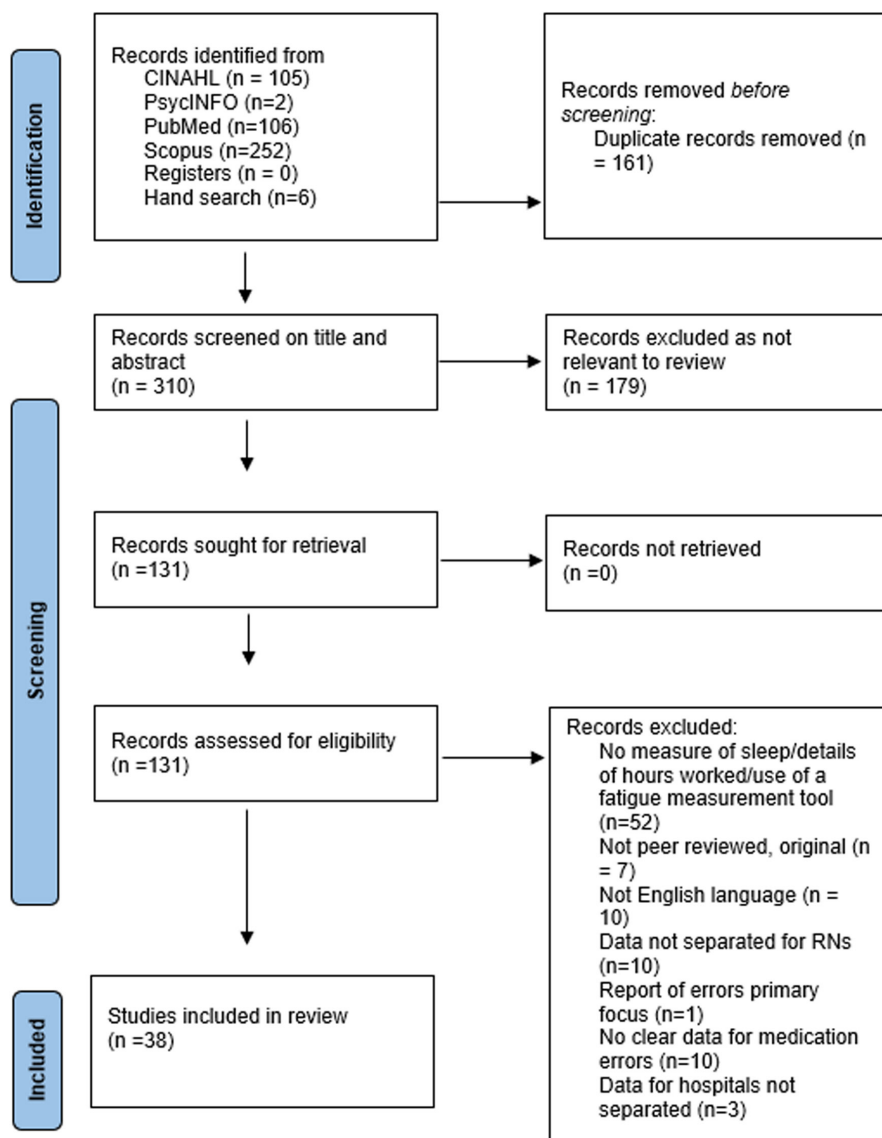 Identification
Records identified from
CINAHL (n = 105)
PsycINFO (n=2)
PubMed (n=106)
Scopus (n=252)
Registers (n = 0)
Hand search (n=6)
Records removed before
screening:
Duplicate records removed (n
= 161)
Screening
Records screened on title and
abstract
(n = 310)
Records excluded as not
relevant to review
(n = 179)
Records sought for retrieval
(n =131)
Records not retrieved
(n =0)
Records assessed for eligibility
(n =131)
Records excluded:
No measure of sleep/details
of hours worked/use of a
fatigue measurement tool
(n=52)
Not peer reviewed, original (n
= 7)
Not English language (n =
10)
Data not separated for RNs
(n=10)
Report of errors primary
focus (n=1)
No clear data for medication
errors (n=10)
Data for hospitals not
separated (n=3)
Included
Studies included in review
(n =38)